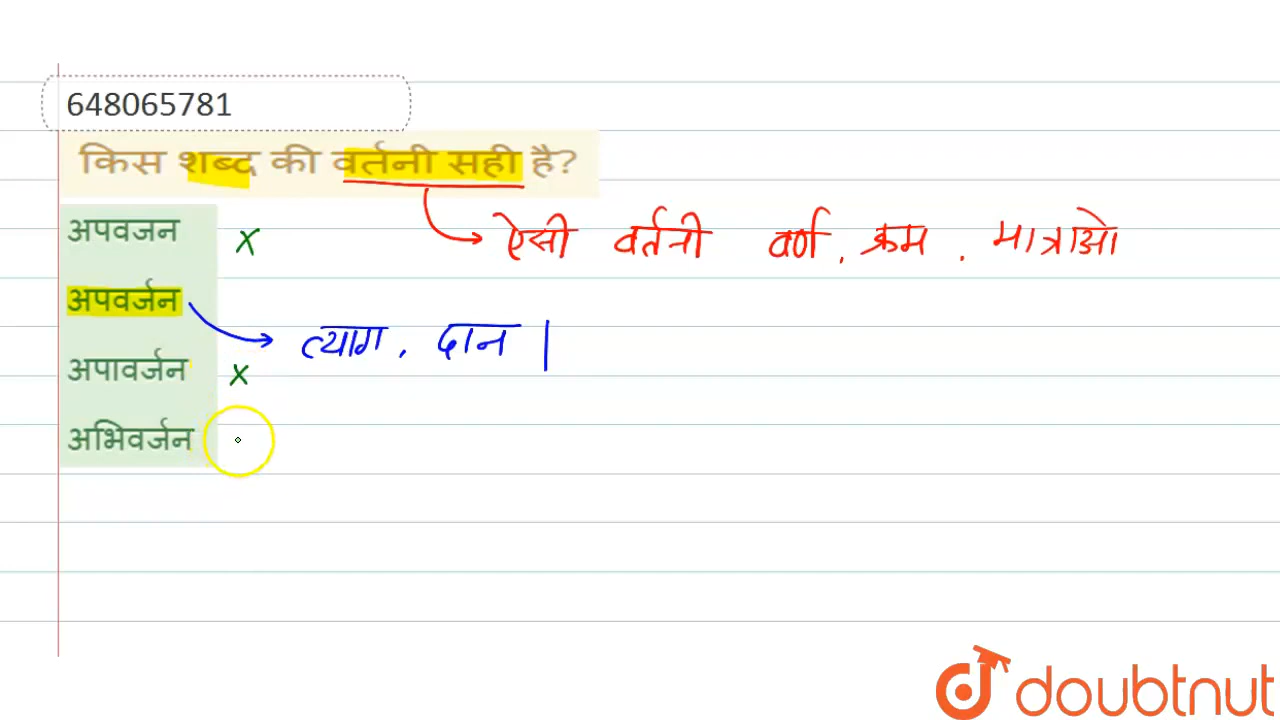 648065781
किस शब्द की वर्तनी सही है?
अपवजन x
ऐसी वर्तनी वर्ण, क्रम, मात्राओ
अपवर्जन
त्याग, दान |
अपावर्जन x
अभिवर्जन
doubtnut